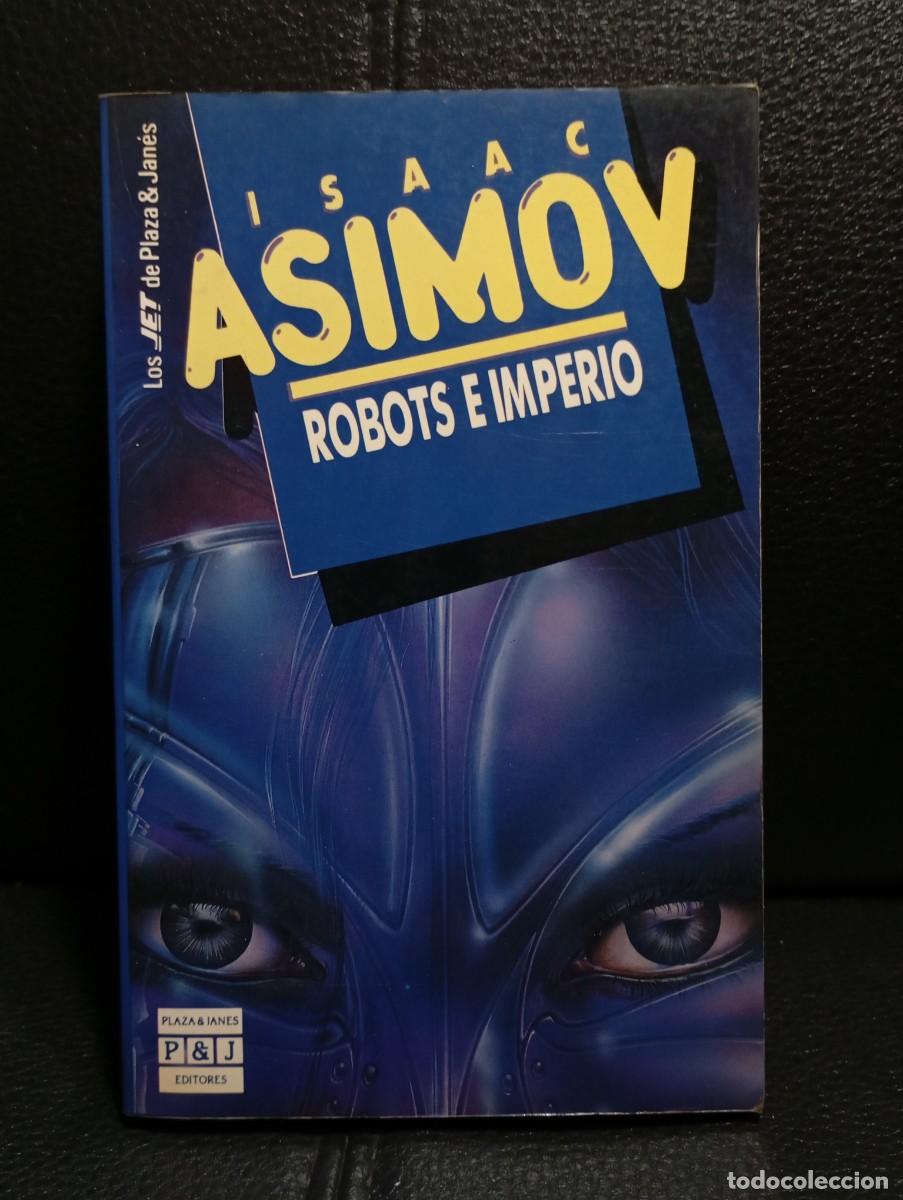 Los JET de Plaza & Janés
ISAAC
ASIMOV
ROBOTS E IMPERIO
PLAZA & JANES
P & J
EDITORES
todocoleccion